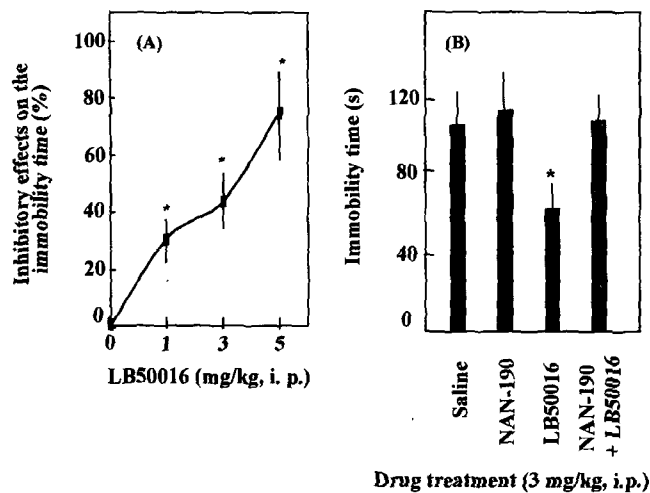 (A)
Inhibitory effects on the
immobility time (%)
100
80
60
40
20
0
*
*
*
0 1 3 5
LB50016 (mg/kg, i. p.)
(B)
Immobility time (s)
120
80
40
0
*
Saline
NAN-190
LB50016
NAN-190
+ LB50016
Drug treatment (3 mg/kg, i.p.)